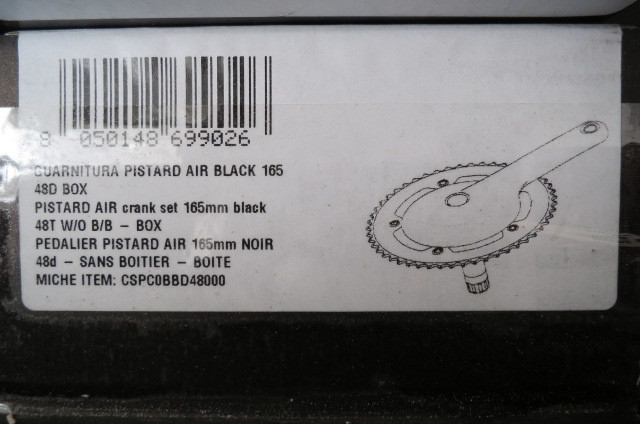 8 050148 699026
GUARNITURA PISTARD AIR BLACK 165
48D BOX
PISTARD AIR crank set 165mm black
48T W/O B/B – BOX
PEDALIER PISTARD AIR 165mm NOIR
48d – SANS BOITIER – BOITE
MICHE ITEM: CSPC0BBD48000